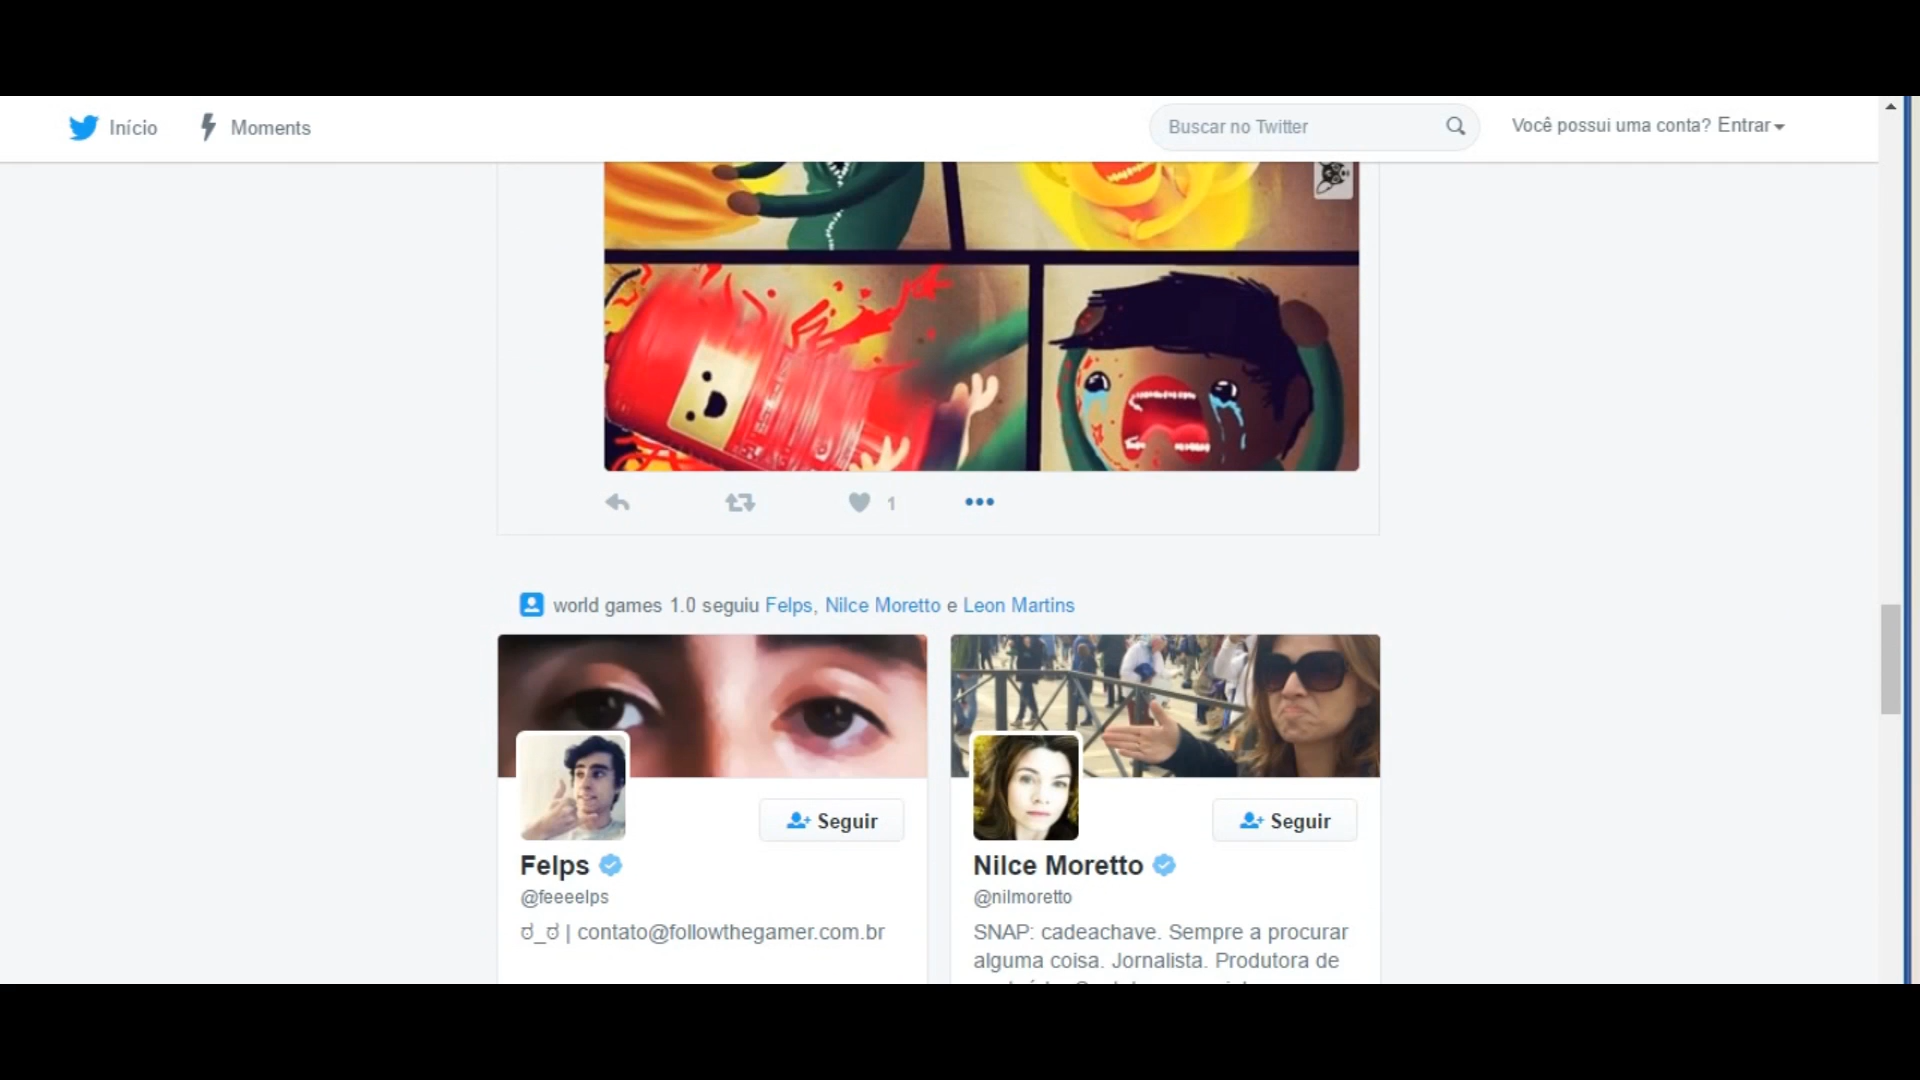 Início
Moments
Buscar no Twitter
Você possui uma conta? Entrar
1
world games 1.0 seguiu Felps, Nilce Moretto e Leon Martins
Seguir
Seguir
Felps
@feeeelps
ಠ_ಠ | contato@followthegamer.com.br
Nilce Moretto
@nilmoretto
SNAP: cadeachave. Sempre a procurar
alguma coisa. Jornalista. Produtora de